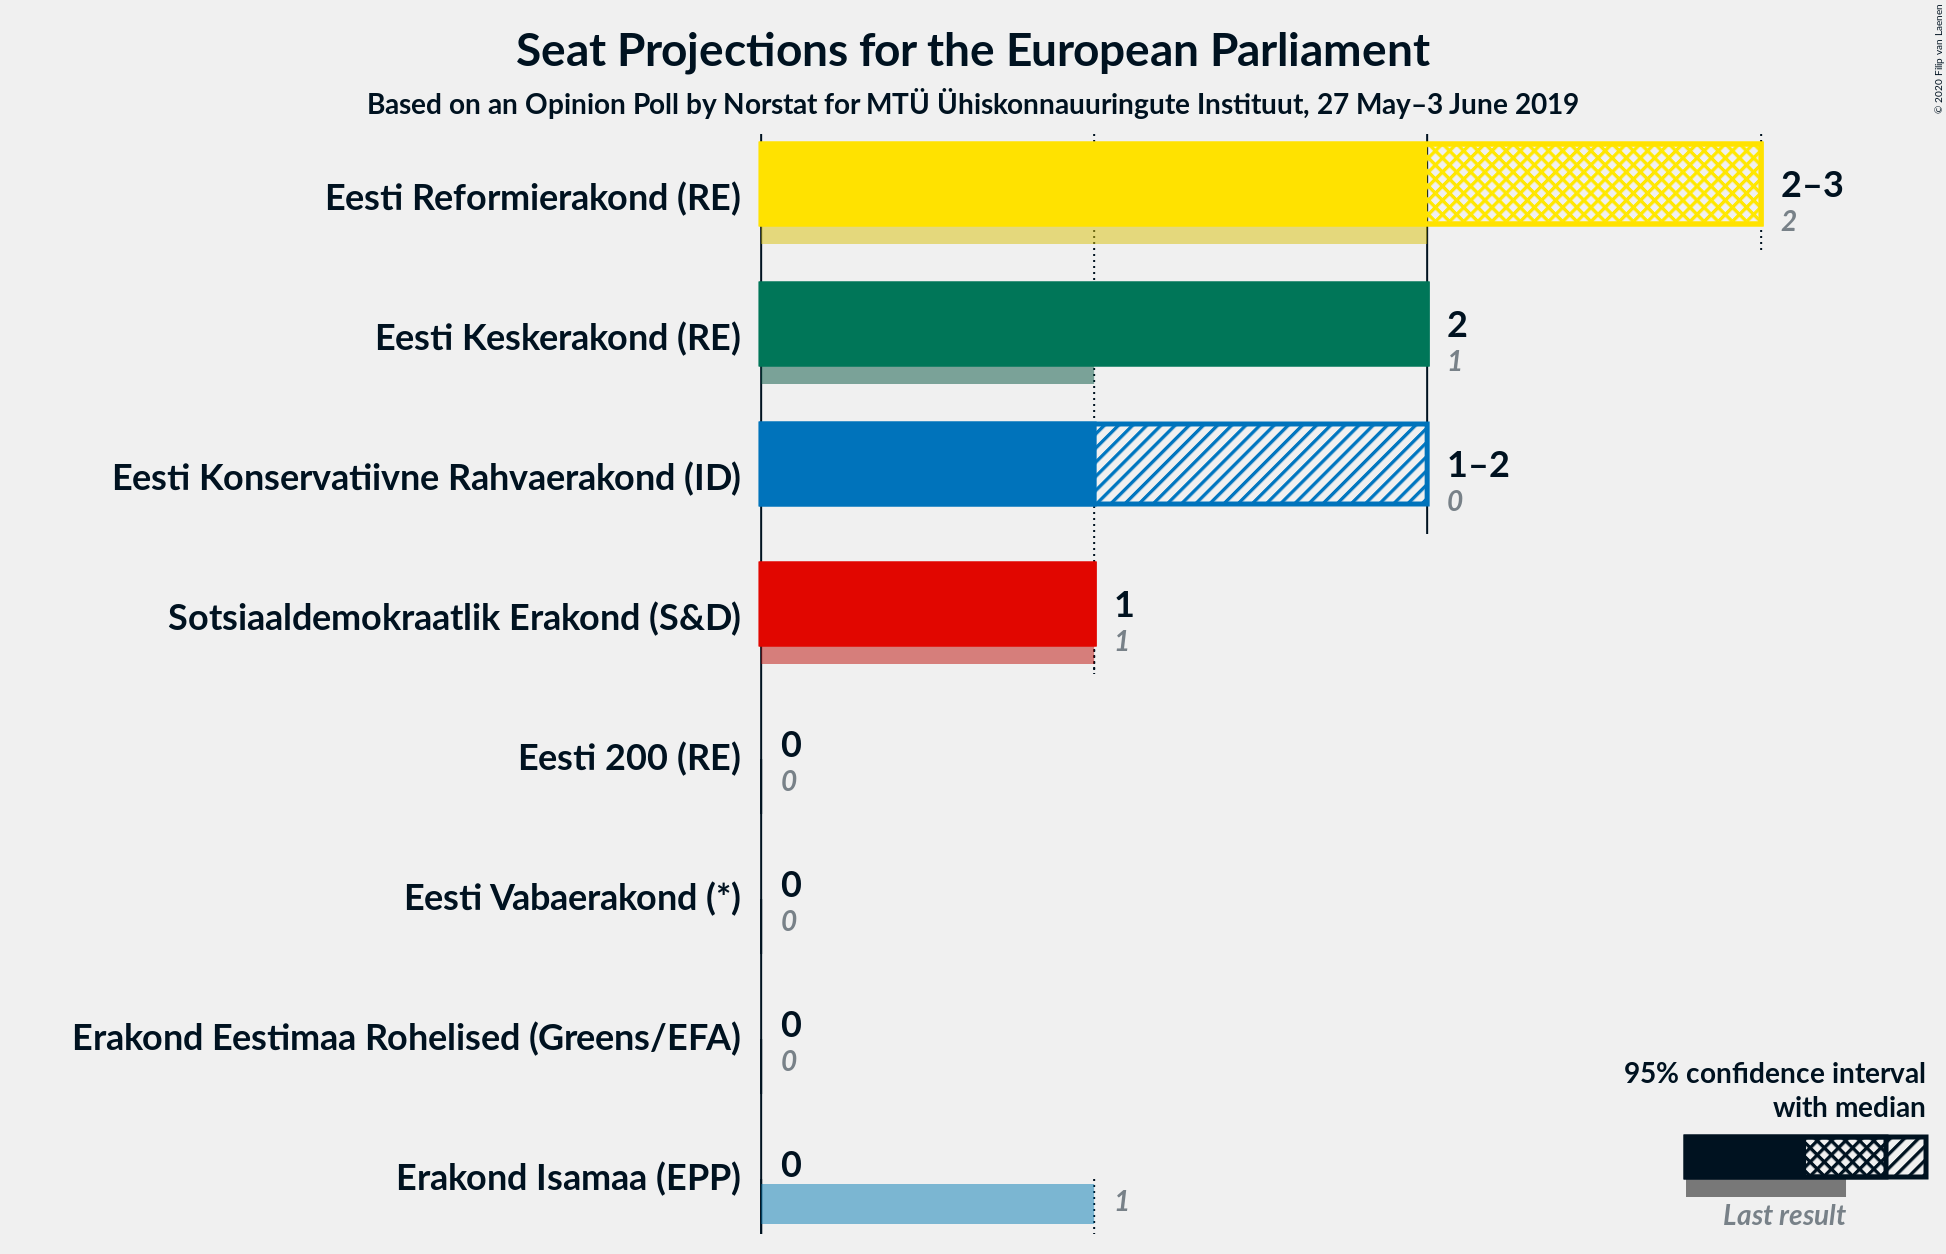 Seat Projections for the European Parliament
Based on an Opinion Poll by Norstat for MTÜ Ühiskonnauuringute Instituut, 27 May–3 June 2019
© 2020 Filip van Laenen
Eesti Reformierakond (RE)
2–3
2
Eesti Keskerakond (RE)
2
1
Eesti Konservatiivne Rahvaerakond (ID)
1–2
0
Sotsiaaldemokraatlik Erakond (S&D)
1
1
Eesti 200 (RE)
0
0
Eesti Vabaerakond (*)
0
0
Erakond Eestimaa Rohelised (Greens/EFA)
0
0
Erakond Isamaa (EPP)
0
1
95% confidence interval
with median
Last result